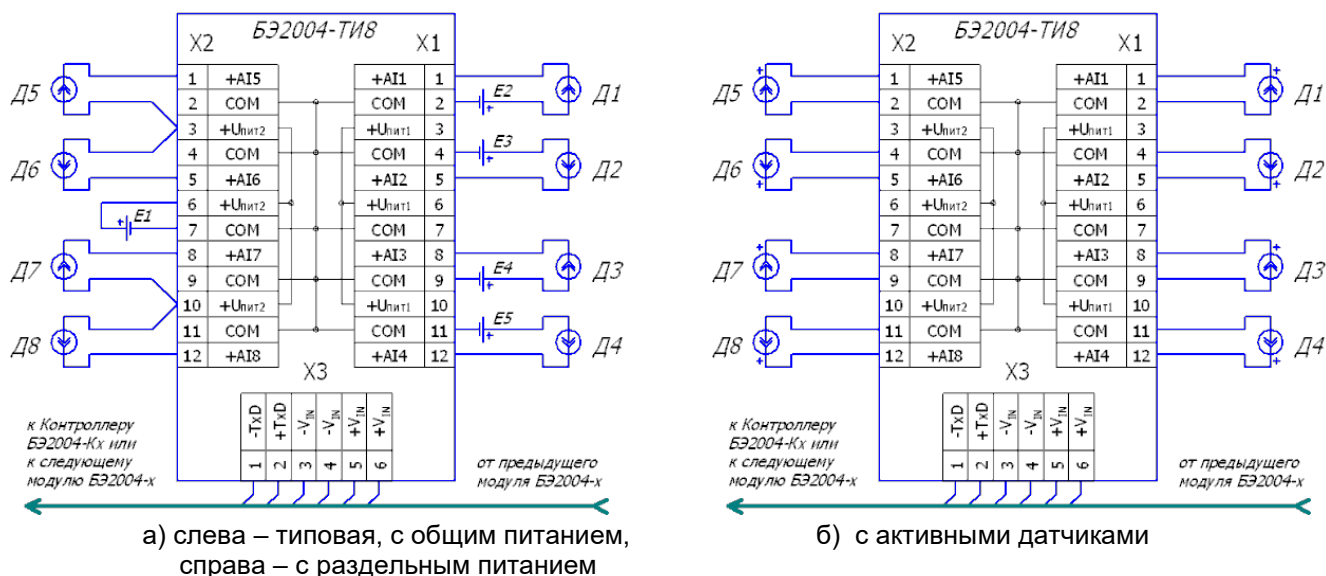 БЭ2004-ТИ8
X2 X1
Д5 1 +AI5 +AI1 1 Д1
2 COM COM 2 E2
3 +Uпит2 +Uпит1 3
4 COM COM 4 E3
Д6 5 +AI6 +AI2 5 Д2
6 +Uпит2 +Uпит1 6
E1 7 COM COM 7
Д7 8 +AI7 +AI3 8 Д3
9 COM COM 9 E4
10 +Uпит2 +Uпит1 10
11 COM COM 11 E5
Д8 12 +AI8 +AI4 12 Д4
X3
-TxD +TxD -VIN -VIN +VIN +VIN
1 2 3 4 5 6
к Контроллеру
БЭ2004-Кх или
к следующему
модулю БЭ2004-х
от предыдущего
модуля БЭ2004-х
а) слева – типовая, с общим питанием,
справа – с раздельным питанием
БЭ2004-ТИ8
X2 X1
Д5 1 +AI5 +AI1 1 Д1
2 COM COM 2
3 +Uпит2 +Uпит1 3
4 COM COM 4
Д6 5 +AI6 +AI2 5 Д2
6 +Uпит2 +Uпит1 6
7 COM COM 7
Д7 8 +AI7 +AI3 8 Д3
9 COM COM 9
10 +Uпит2 +Uпит1 10
11 COM COM 11
Д8 12 +AI8 +AI4 12 Д4
X3
-TxD +TxD -VIN -VIN +VIN +VIN
1 2 3 4 5 6
к Контроллеру
БЭ2004-Кх или
к следующему
модулю БЭ2004-х
от предыдущего
модуля БЭ2004-х
б) с активными датчиками